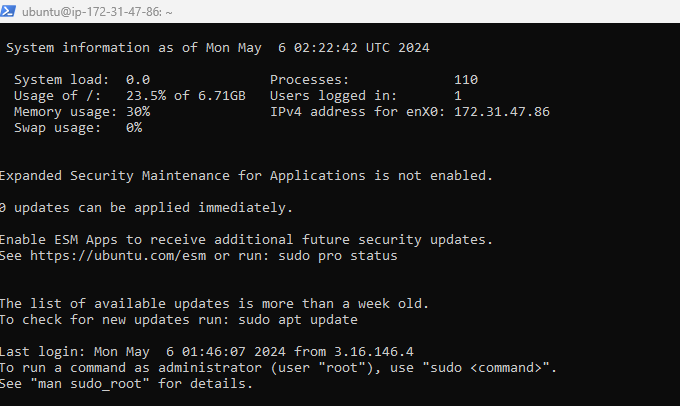 ubuntu@ip-172-31-47-86: ~
System information as of Mon May  6 02:22:42 UTC 2024
System load:  0.0               Processes:             110
Usage of /:   23.5% of 6.71GB   Users logged in:       1
Memory usage: 30%               IPv4 address for enX0: 172.31.47.86
Swap usage:   0%
Expanded Security Maintenance for Applications is not enabled.
0 updates can be applied immediately.
Enable ESM Apps to receive additional future security updates.
See https://ubuntu.com/esm or run: sudo pro status
The list of available updates is more than a week old.
To check for new updates run: sudo apt update
Last login: Mon May  6 01:46:07 2024 from 3.16.146.4
To run a command as administrator (user "root"), use "sudo <command>".
See "man sudo_root" for details.